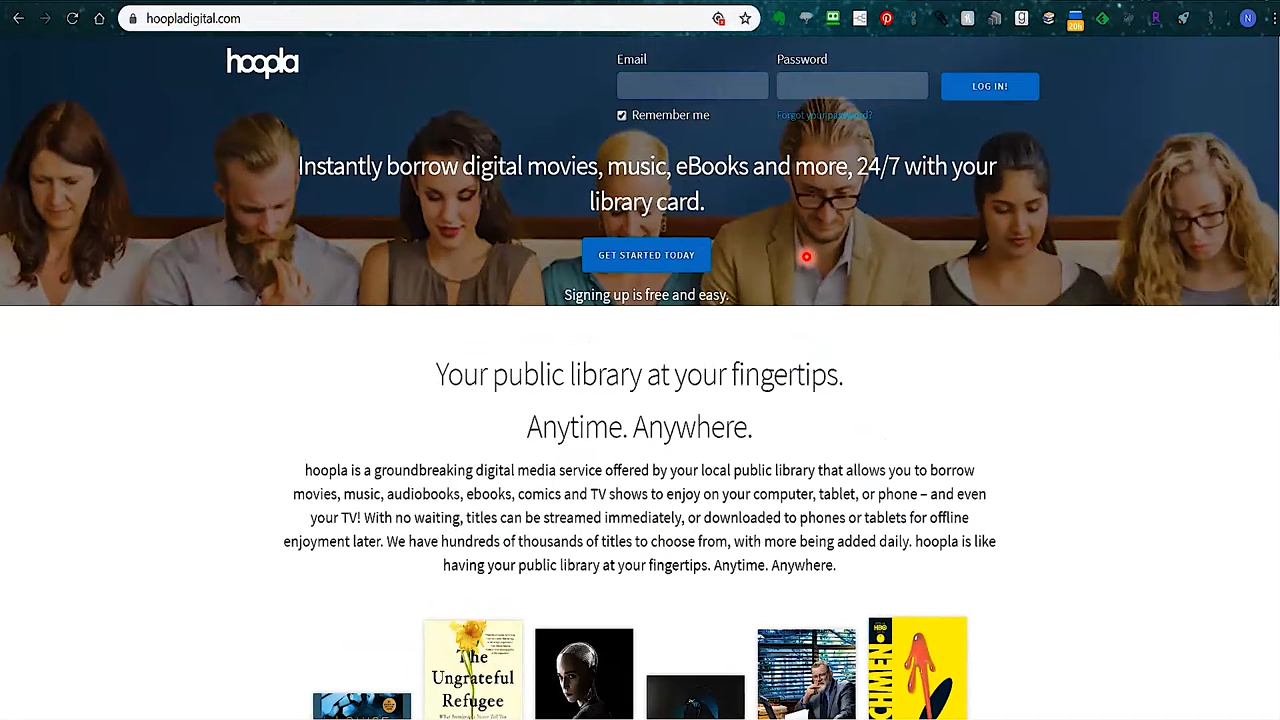 hoopladigital.com
20h
N
hoopla
Email
Password
LOG IN!
Remember me
Forgot your password?
Instantly borrow digital movies, music, eBooks and more, 24/7 with your
library card.
GET STARTED TODAY
Signing up is free and easy.
Your public library at your fingertips.
Anytime. Anywhere.
hoopla is a groundbreaking digital media service offered by your local public library that allows you to borrow
movies, music, audiobooks, ebooks, comics and TV shows to enjoy on your computer, tablet, or phone – and even
your TV! With no waiting, titles can be streamed immediately, or downloaded to phones or tablets for offline
enjoyment later. We have hundreds of thousands of titles to choose from, with more being added daily. hoopla is like
having your public library at your fingertips. Anytime. Anywhere.
The
Ungrateful
Refugee
HBO
CHMEN